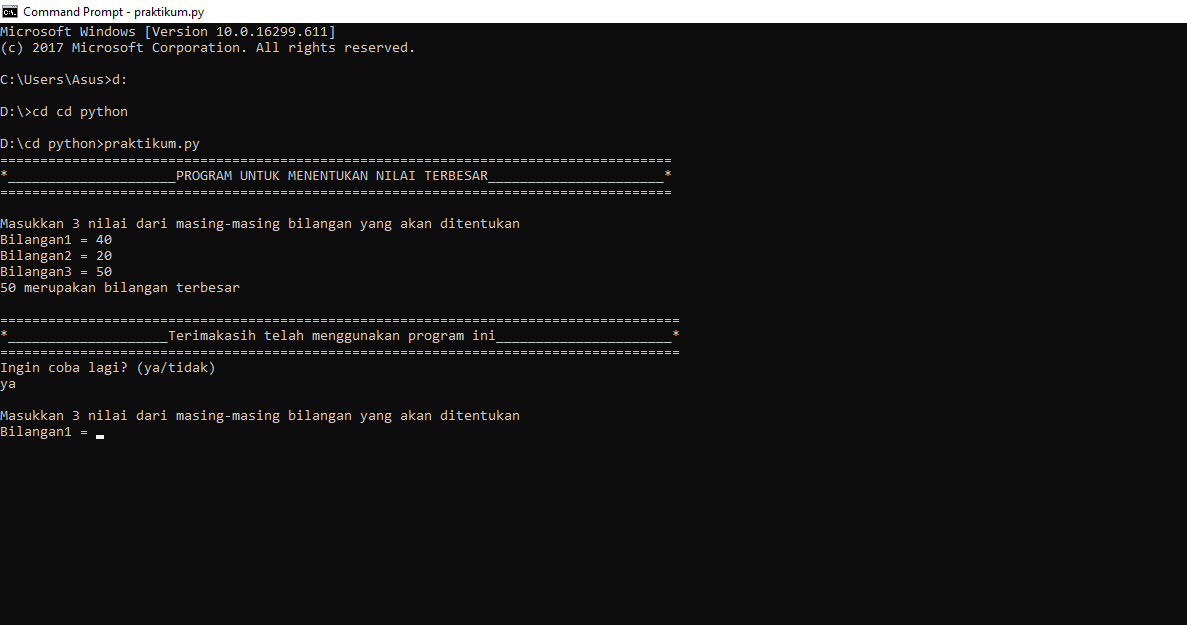 Command Prompt - praktikum.py
Microsoft Windows [Version 10.0.16299.611]
(c) 2017 Microsoft Corporation. All rights reserved.
C:\Users\Asus>d:
D:\>cd cd python
D:\cd python>praktikum.py
====================================================================================
*_____________________PROGRAM UNTUK MENENTUKAN NILAI TERBESAR______________________*
====================================================================================
Masukkan 3 nilai dari masing-masing bilangan yang akan ditentukan
Bilangan1 = 40
Bilangan2 = 20
Bilangan3 = 50
50 merupakan bilangan terbesar
=====================================================================================
*____________________Terimakasih telah menggunakan program ini______________________*
=====================================================================================
Ingin coba lagi? (ya/tidak)
ya
Masukkan 3 nilai dari masing-masing bilangan yang akan ditentukan
Bilangan1 = _